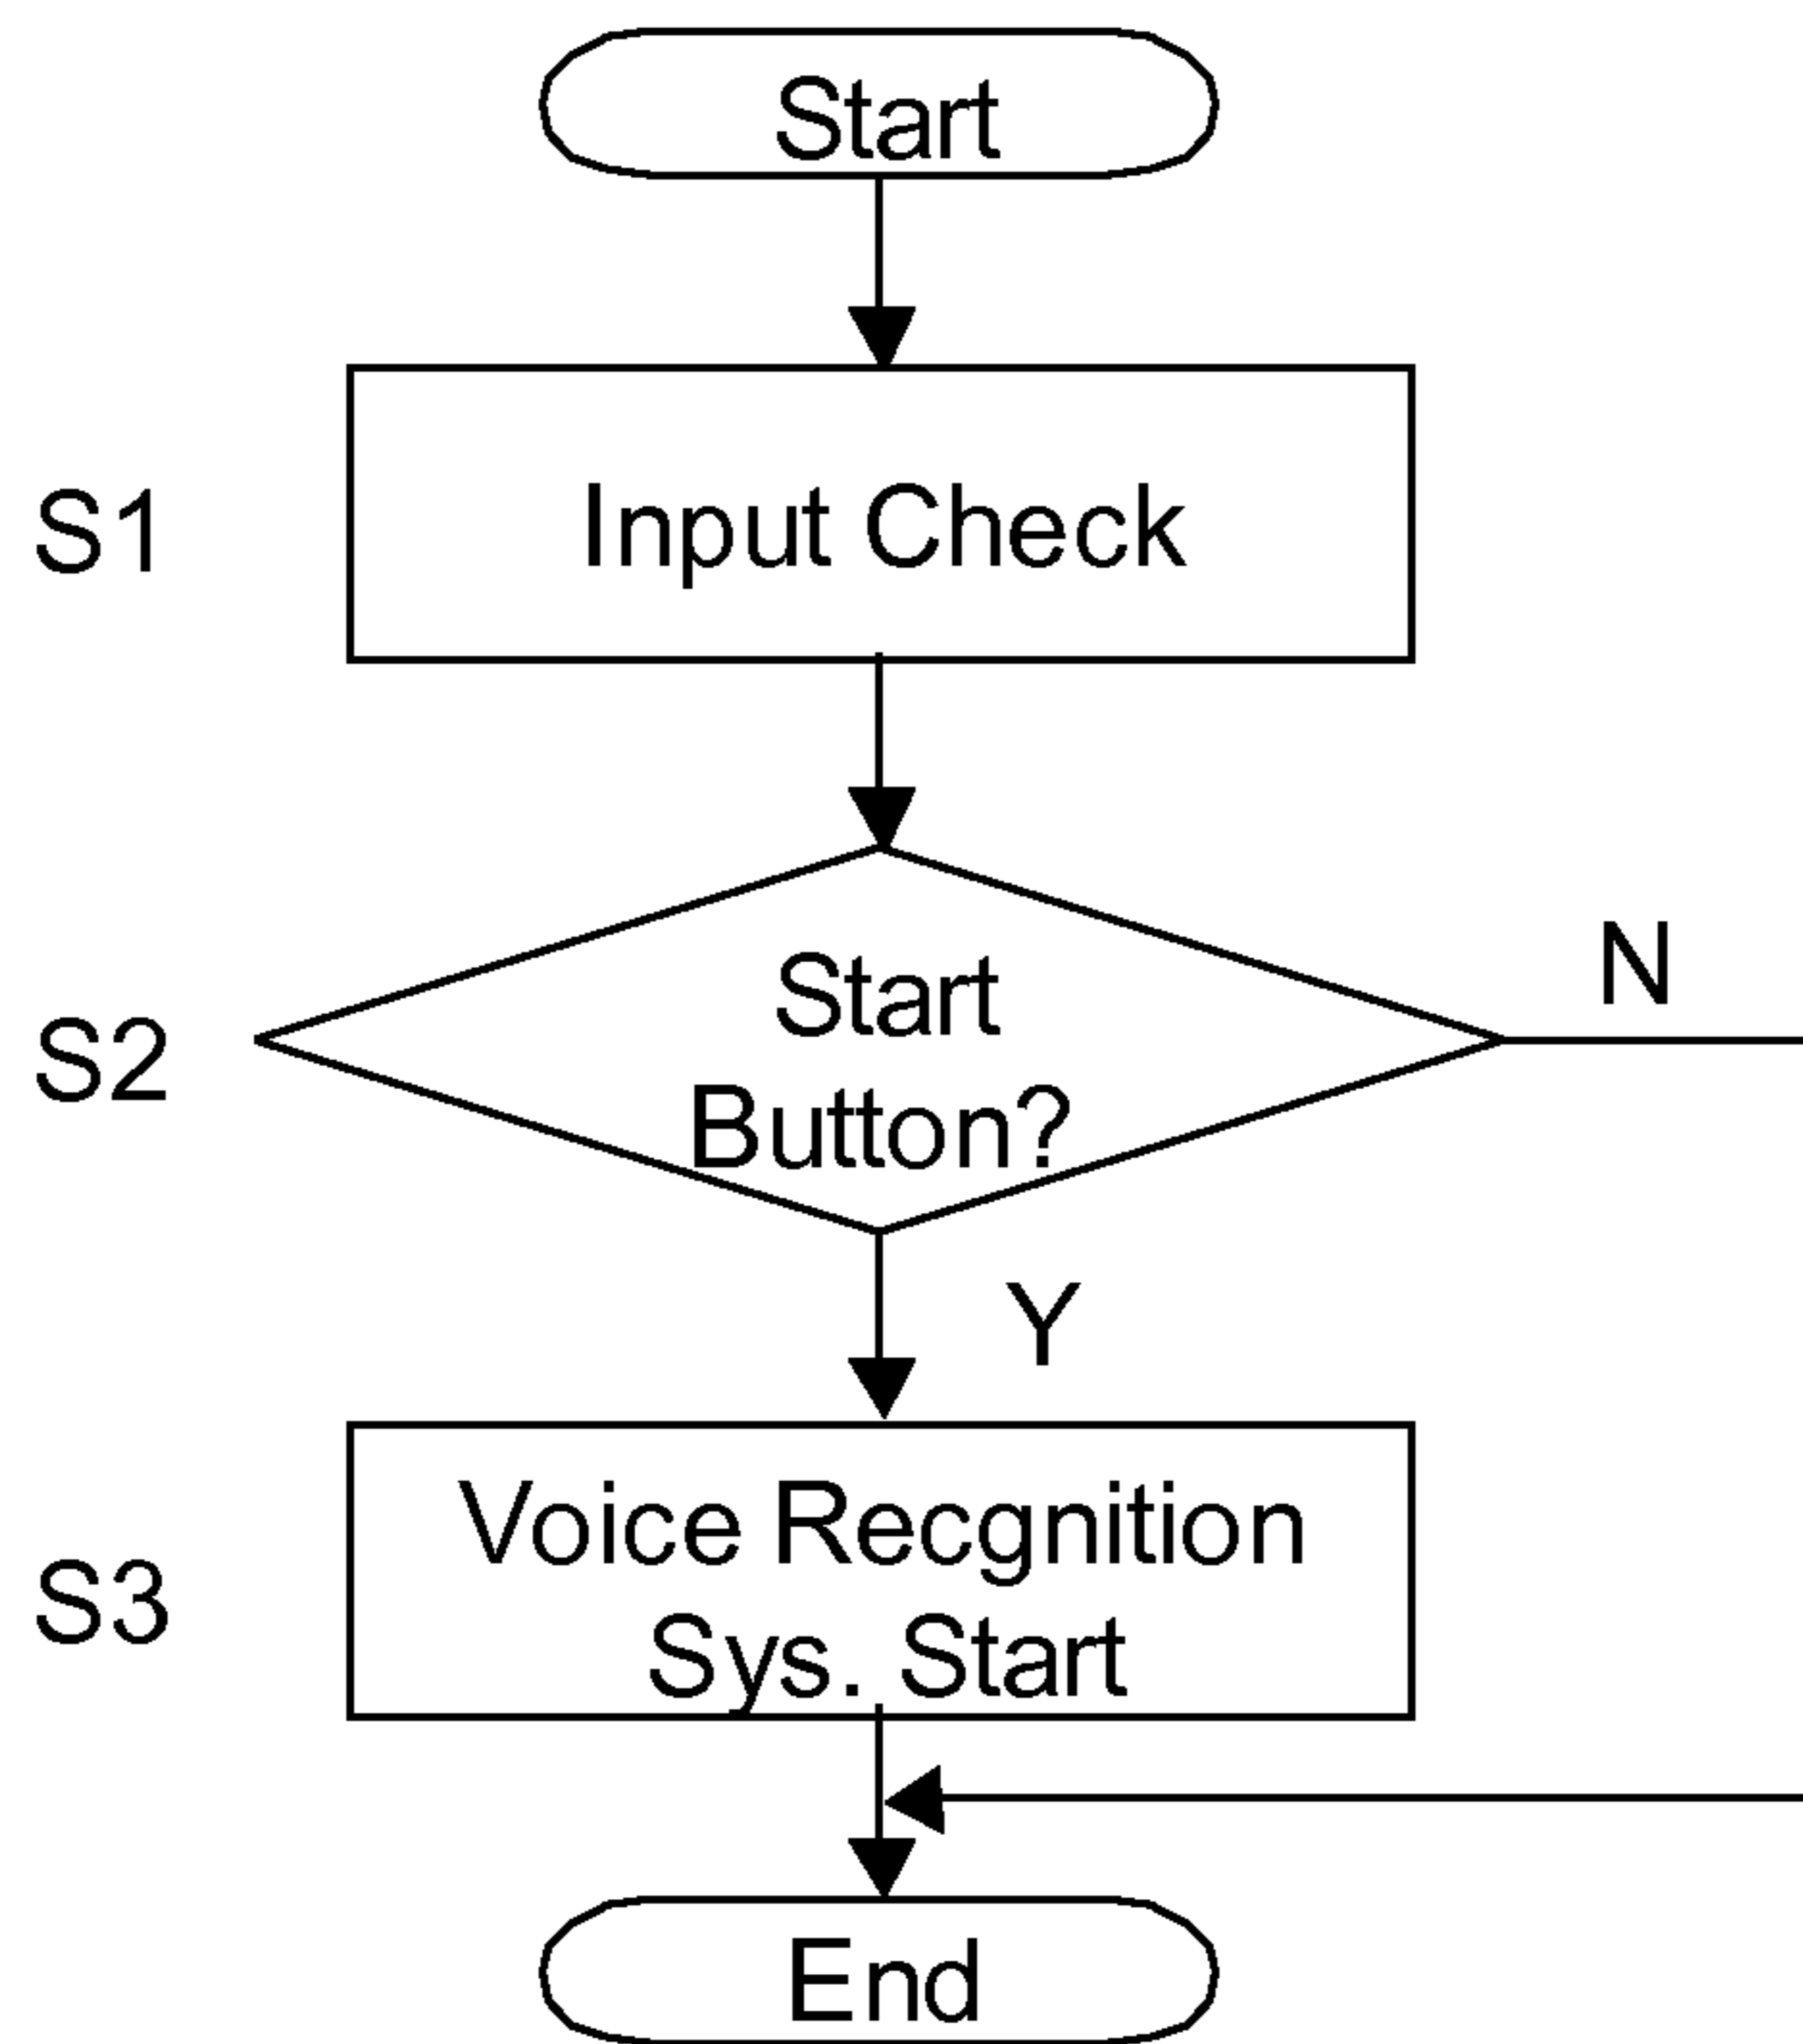 Start
S1
Input Check
S2
Start
Button?
N
Y
S3
Voice Recgnition
Sys. Start
End